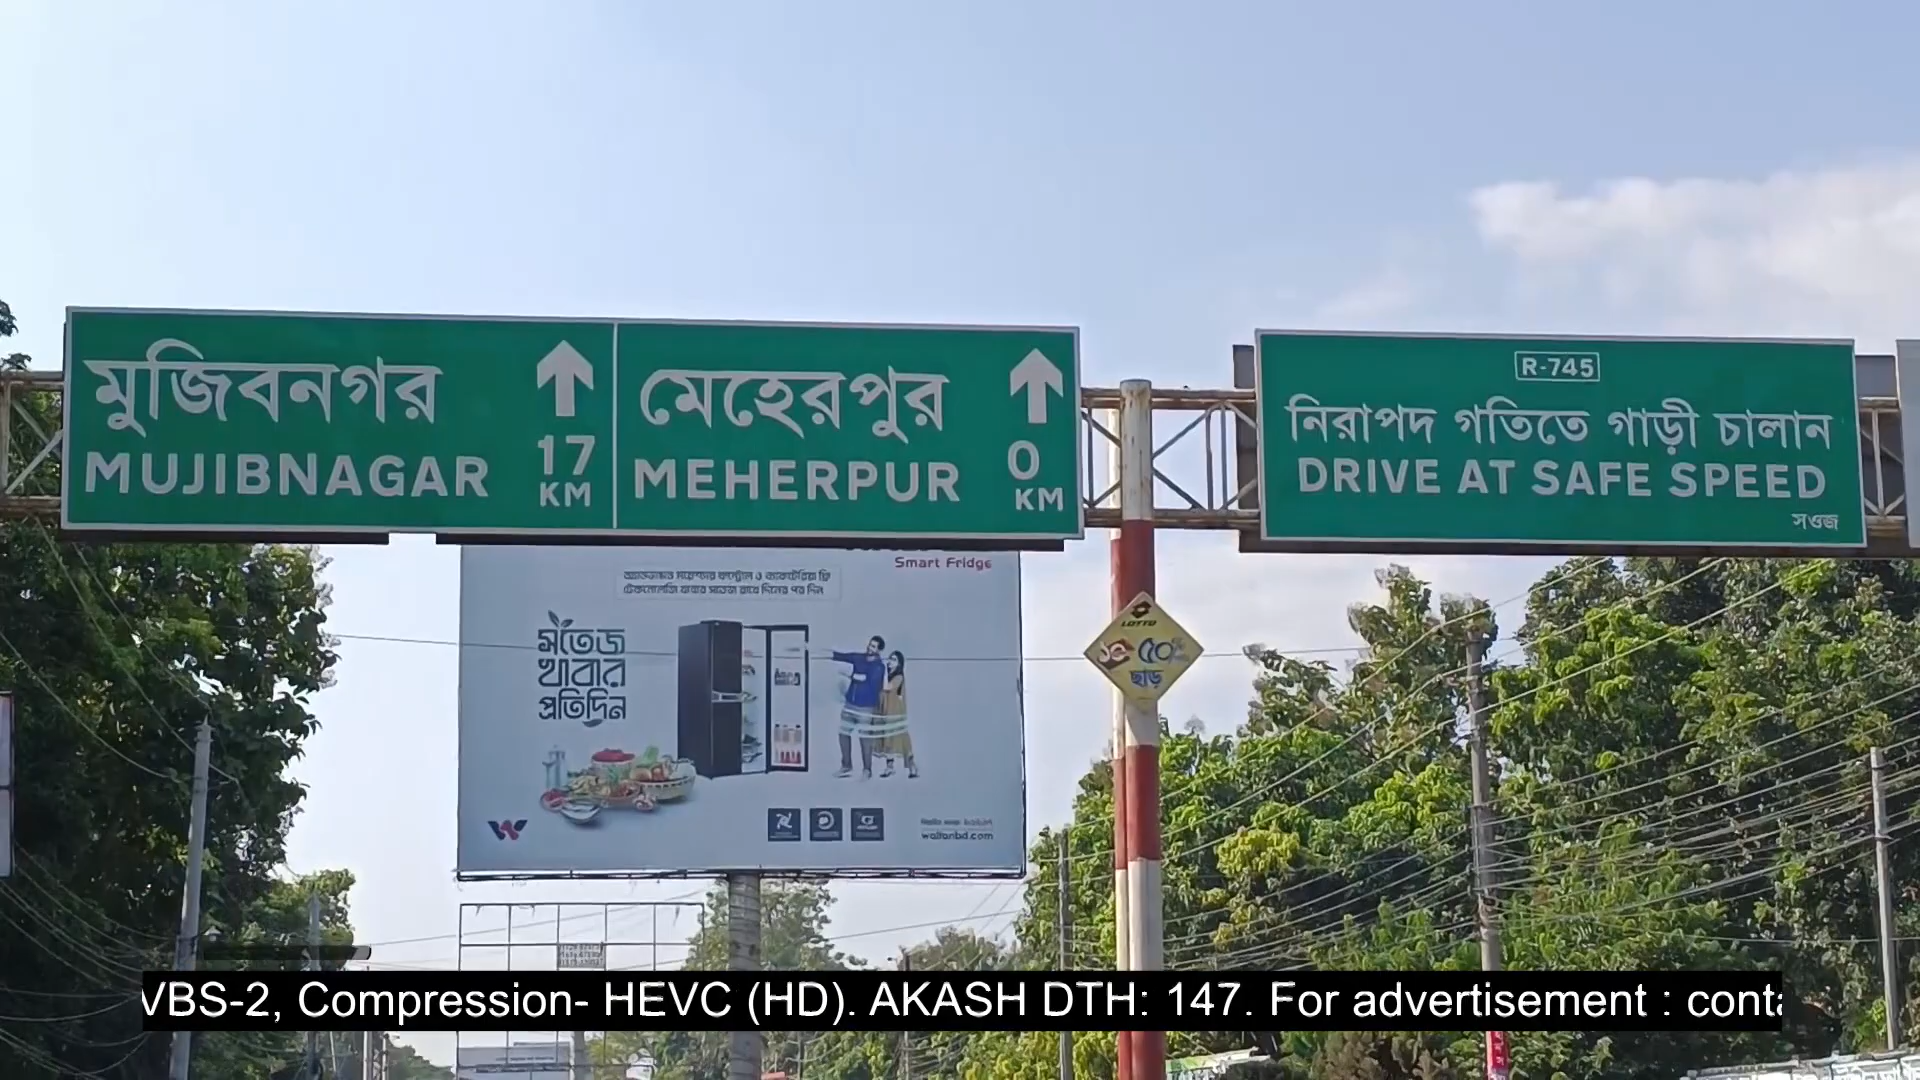 মুজিবনগর
MUJIBNAGAR
17
KM
মেহেরপুর
MEHERPUR
0
KM
R-745
নিরাপদ গতিতে গাড়ী চালান
DRIVE AT SAFE SPEED
সওজ
Smart Fridge
সতেজ
খাবার
প্রতিদিন
waltonbd.com
LOTTO
৫০%
ছাড়
VBS-2, Compression- HEVC (HD). AKASH DTH: 147. For advertisement : conta